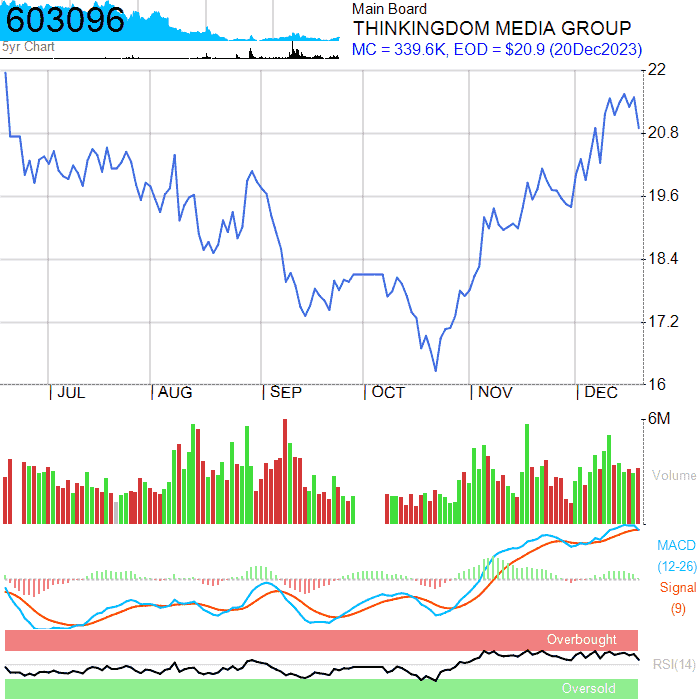 603096
5yr Chart
Main Board
THINKINGDOM MEDIA GROUP
MC = 339.6K, EOD = $20.9 (20Dec2023)
22
20.8
19.6
18.4
17.2
16
JUL AUG SEP OCT NOV DEC
6M
Volume
MACD
(12-26)
Signal
(9)
Overbought
RSI(14)
Oversold